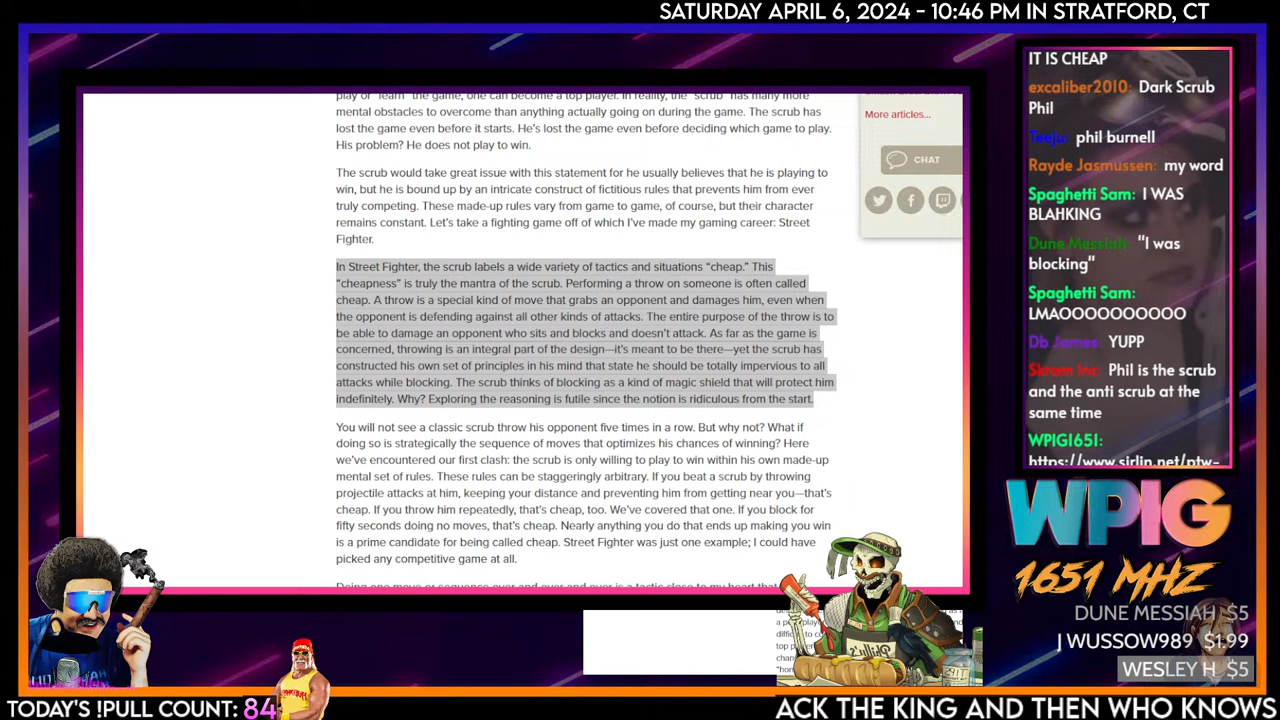 SATURDAY APRIL 6, 2024 - 10:46 PM IN STRATFORD, CT
play or "learn" the game, one can become a top player. In reality, the "scrub" has many more
mental obstacles to overcome than anything actually going on during the game. The scrub has
lost the game even before it starts. He's lost the game even before deciding which game to play.
His problem? He does not play to win.
The scrub would take great issue with this statement for he usually believes that he is playing to
win, but he is bound up by an intricate construct of fictitious rules that prevents him from ever
truly competing. These made-up rules vary from game to game, of course, but their character
remains constant. Let's take a fighting game off of which I've made my gaming career: Street
Fighter.
In Street Fighter, the scrub labels a wide variety of tactics and situations "cheap." This
"cheapness" is truly the mantra of the scrub. Performing a throw on someone is often called
cheap. A throw is a special kind of move that grabs an opponent and damages him, even when
the opponent is defending against all other kinds of attacks. The entire purpose of the throw is to
be able to damage an opponent who sits and blocks and doesn't attack. As far as the game is
concerned, throwing is an integral part of the design—it's meant to be there—yet the scrub has
constructed his own set of principles in his mind that state he should be totally impervious to all
attacks while blocking. The scrub thinks of blocking as a kind of magic shield that will protect him
indefinitely. Why? Exploring the reasoning is futile since the notion is ridiculous from the start.
You will not see a classic scrub throw his opponent five times in a row. But why not? What if
doing so is strategically the sequence of moves that optimizes his chances of winning? Here
we've encountered our first clash: the scrub is only willing to play to win within his own made-up
mental set of rules. These rules can be staggeringly arbitrary. If you beat a scrub by throwing
projectile attacks at him, keeping your distance and preventing him from getting near you—that's
cheap. If you throw him repeatedly, that's cheap, too. We've covered that one. If you block for
fifty seconds doing no moves, that's cheap. Nearly anything you do that ends up making you win
is a prime candidate for being called cheap. Street Fighter was just one example; I could have
picked any competitive game at all.
Doing one move or sequence over and over and over is a tactic close to my heart that
More articles...
CHAT
IT IS CHEAP
excaliber2010: Dark Scrub
Phil
Teeju: phil burnell
Rayde Jasmussen: my word
Spaghetti Sam: I WAS
BLAHKING
Dune Messiah: "I was
blocking"
Spaghetti Sam:
LMAOOOOOOOOOO
Db James: YUPP
Skram Inc: Phil is the scrub
and the anti scrub at the
same time
WPIG1651:
https://www.sirlin.net/ptw-
WPIG
1651 MHZ
DUNE MESSIAH $5
J WUSSOW989 $1.99
WESLEY H. $5
TODAY'S !PULL COUNT: 84
ACK THE KING AND THEN WHO KNOWS